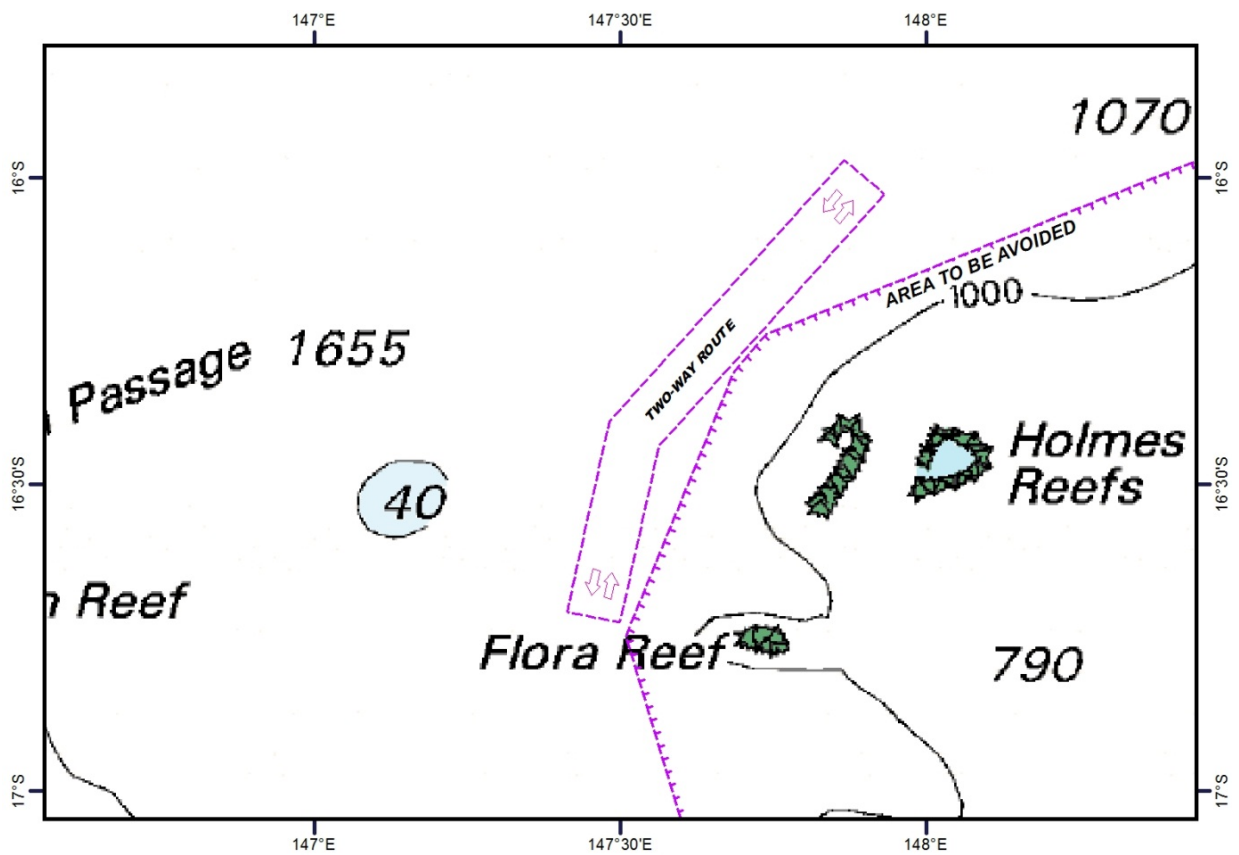 147°E 147°30'E 148°E
1070
16°S 16°S
AREA TO BE AVOIDED
1000
TWO-WAY ROUTE
Passage 1655
Holmes
Reefs
16°30'S 16°30'S
40
n Reef
Flora Reef
790
17°S 17°S
147°E 147°30'E 148°E